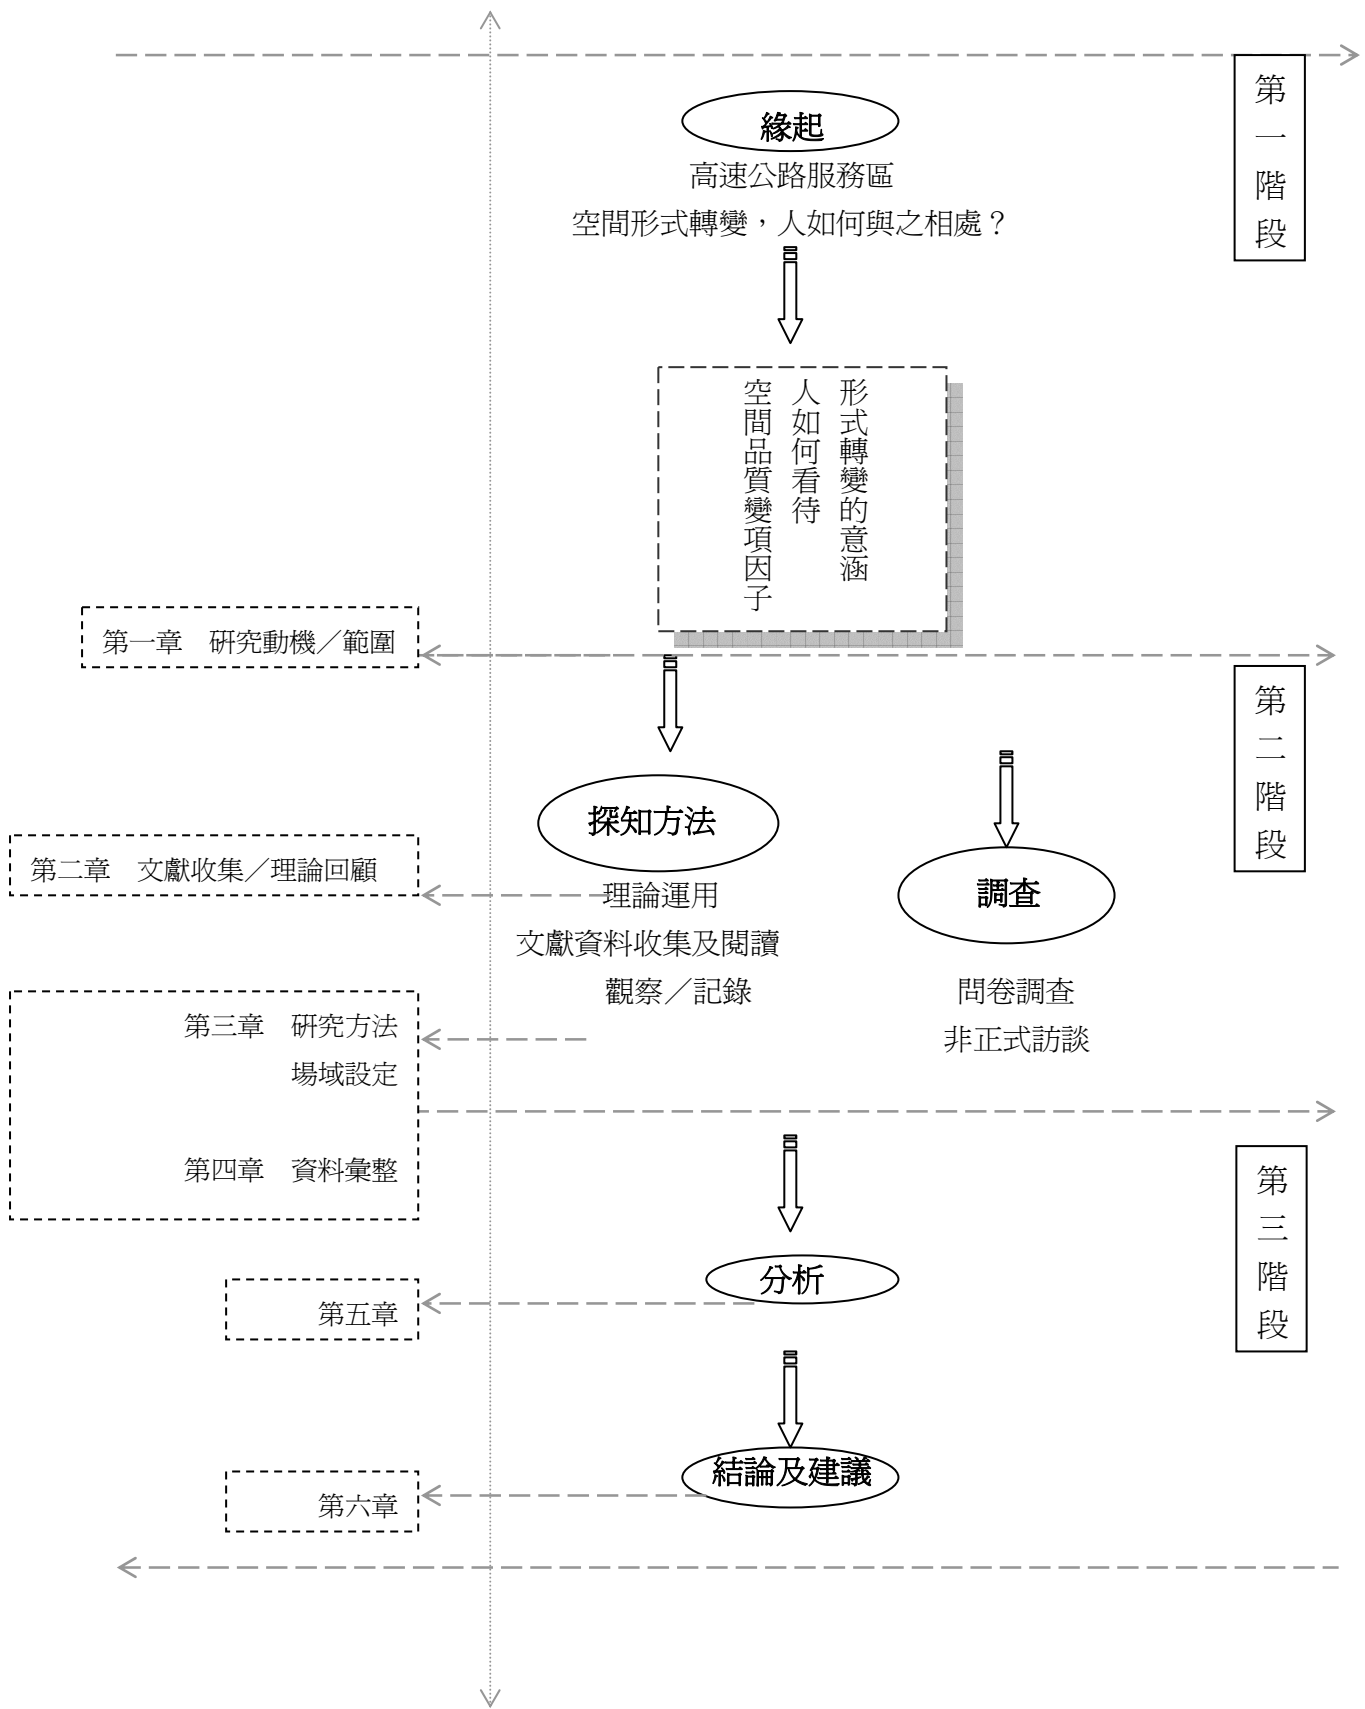 第一階段
緣起
高速公路服務區
空間形式轉變，人如何與之相處？
形式轉變的意涵
人如何看待
空間品質變項因子
第一章　研究動機／範圍
第二階段
探知方法
調查
第二章　文獻收集／理論回顧
理論運用
文獻資料收集及閱讀
觀察／記錄
問卷調查
非正式訪談
第三章　研究方法
場域設定
第四章　資料彙整
第三階段
分析
第五章
結論及建議
第六章